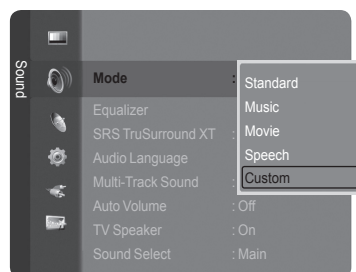 Sound
Mode :
Standard
Music
Movie
Speech
Custom
Equalizer
SRS TruSurround XT :
Audio Language
Multi-Track Sound :
Auto Volume : Off
TV Speaker : On
Sound Select : Main